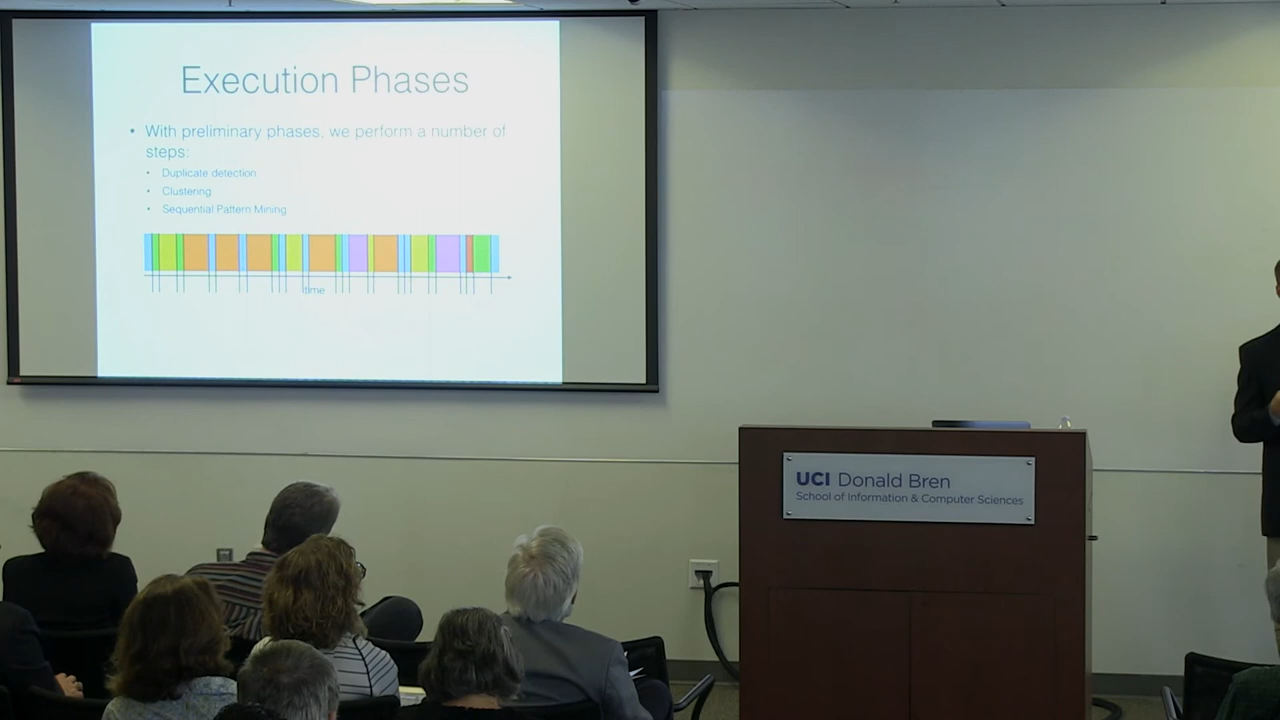 Execution Phases
• With preliminary phases, we perform a number of
steps:
• Duplicate detection
• Clustering
• Sequential Pattern Mining
time
UCI Donald Bren
School of Information & Computer Sciences